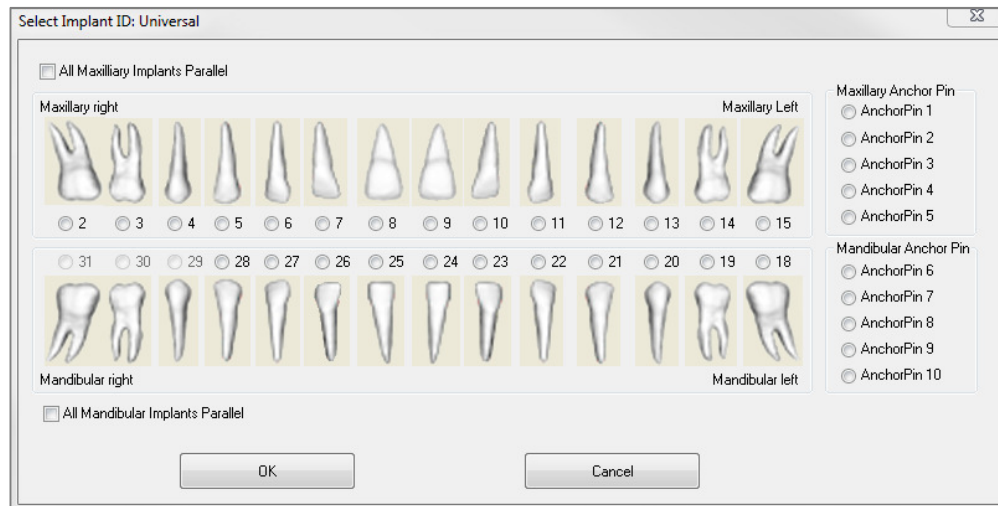 Select Implant ID: Universal
All Maxilliary Implants Parallel
Maxillary right Maxillary Left
2 3 4 5 6 7 8 9 10 11 12 13 14 15
31 30 29 28 27 26 25 24 23 22 21 20 19 18
Mandibular right Mandibular left
All Mandibular Implants Parallel
Maxillary Anchor Pin
AnchorPin 1
AnchorPin 2
AnchorPin 3
AnchorPin 4
AnchorPin 5
Mandibular Anchor Pin
AnchorPin 6
AnchorPin 7
AnchorPin 8
AnchorPin 9
AnchorPin 10
OK Cancel